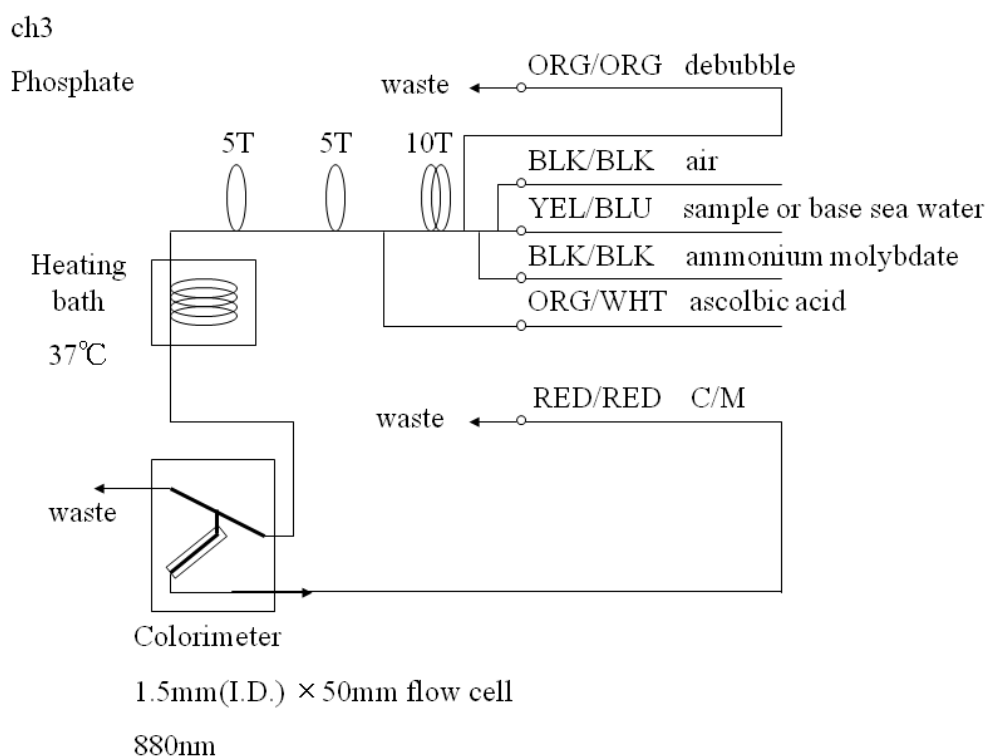 ch3
Phosphate
ORG/ORG debubble
waste
5T 5T 10T
BLK/BLK air
YEL/BLU sample or base sea water
BLK/BLK ammonium molybdate
ORG/WHT ascolbic acid
Heating
bath
37℃
RED/RED C/M
waste
waste
Colorimeter
1.5mm(I.D.) ×50mm flow cell
880nm